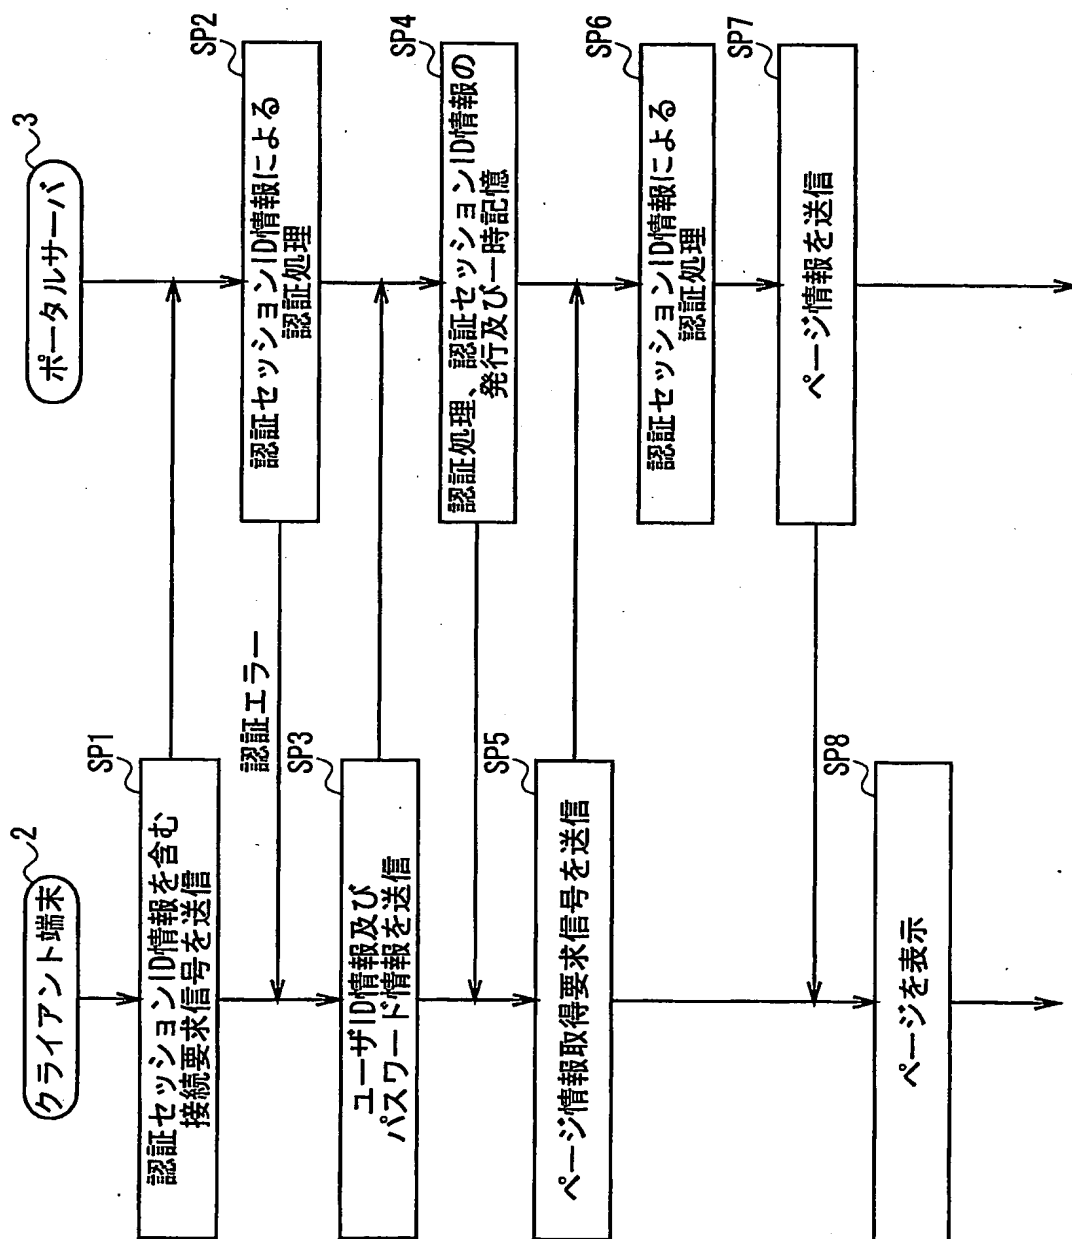 クライアント端末
2
ポータルサーバ
3
SP1
認証セッションID情報を含む
接続要求信号を送信
SP2
認証セッションID情報による
認証処理
認証エラー
SP3
ユーザID情報及び
パスワード情報を送信
SP4
認証処理、認証セッションID情報の
発行及び一時記憶
SP5
ページ情報取得要求信号を送信
SP6
認証セッションID情報による
認証処理
SP7
ページ情報を送信
SP8
ページを表示